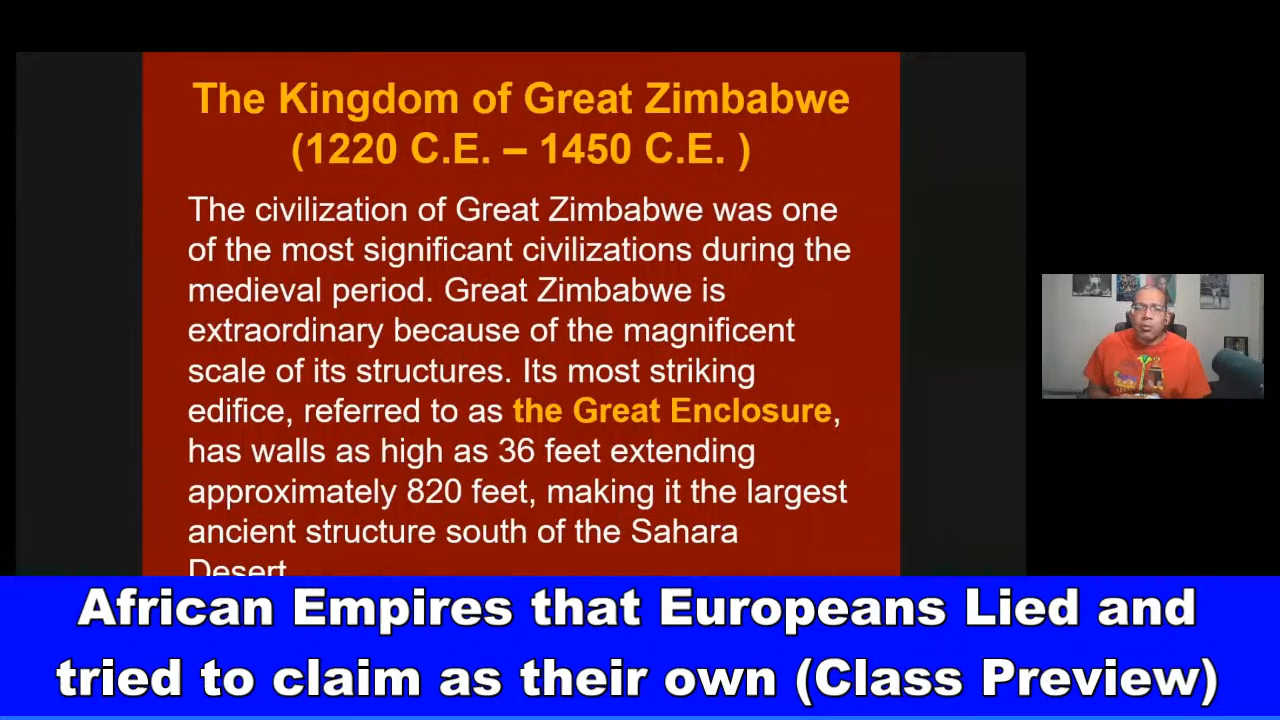 The Kingdom of Great Zimbabwe
(1220 C.E. – 1450 C.E. )
The civilization of Great Zimbabwe was one
of the most significant civilizations during the
medieval period. Great Zimbabwe is
extraordinary because of the magnificent
scale of its structures. Its most striking
edifice, referred to as the Great Enclosure,
has walls as high as 36 feet extending
approximately 820 feet, making it the largest
ancient structure south of the Sahara
Desert
African Empires that Europeans Lied and
tried to claim as their own (Class Preview)